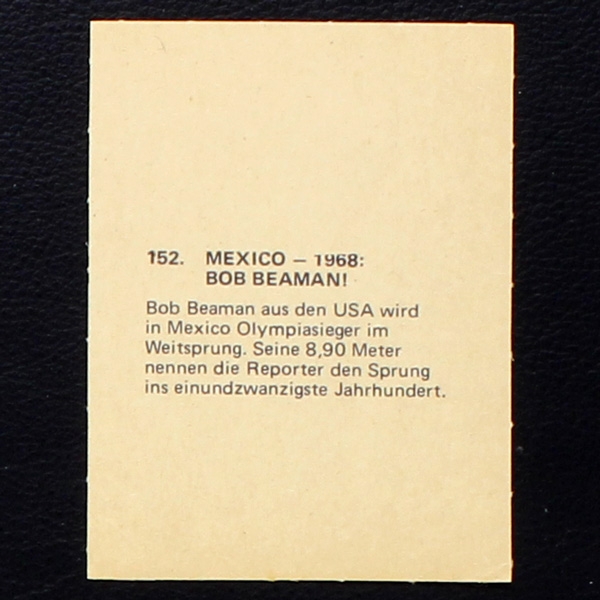 152. MEXICO – 1968:
BOB BEAMAN!
Bob Beaman aus den USA wird
in Mexico Olympiasieger im
Weitsprung. Seine 8,90 Meter
nennen die Reporter den Sprung
ins einundzwanzigste Jahrhundert.